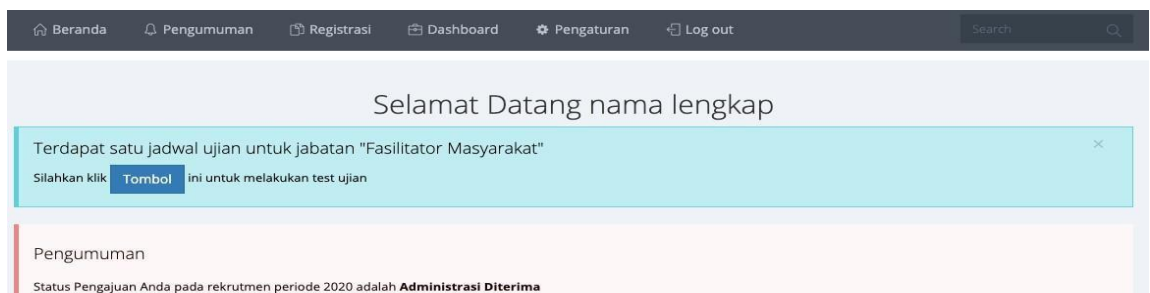 Beranda Pengumuman Registrasi Dashboard Pengaturan Log out Search
Selamat Datang nama lengkap
Terdapat satu jadwal ujian untuk jabatan "Fasilitator Masyarakat"
Silahkan klik Tombol ini untuk melakukan test ujian
Pengumuman
Status Pengajuan Anda pada rekrutmen periode 2020 adalah Administrasi Diterima